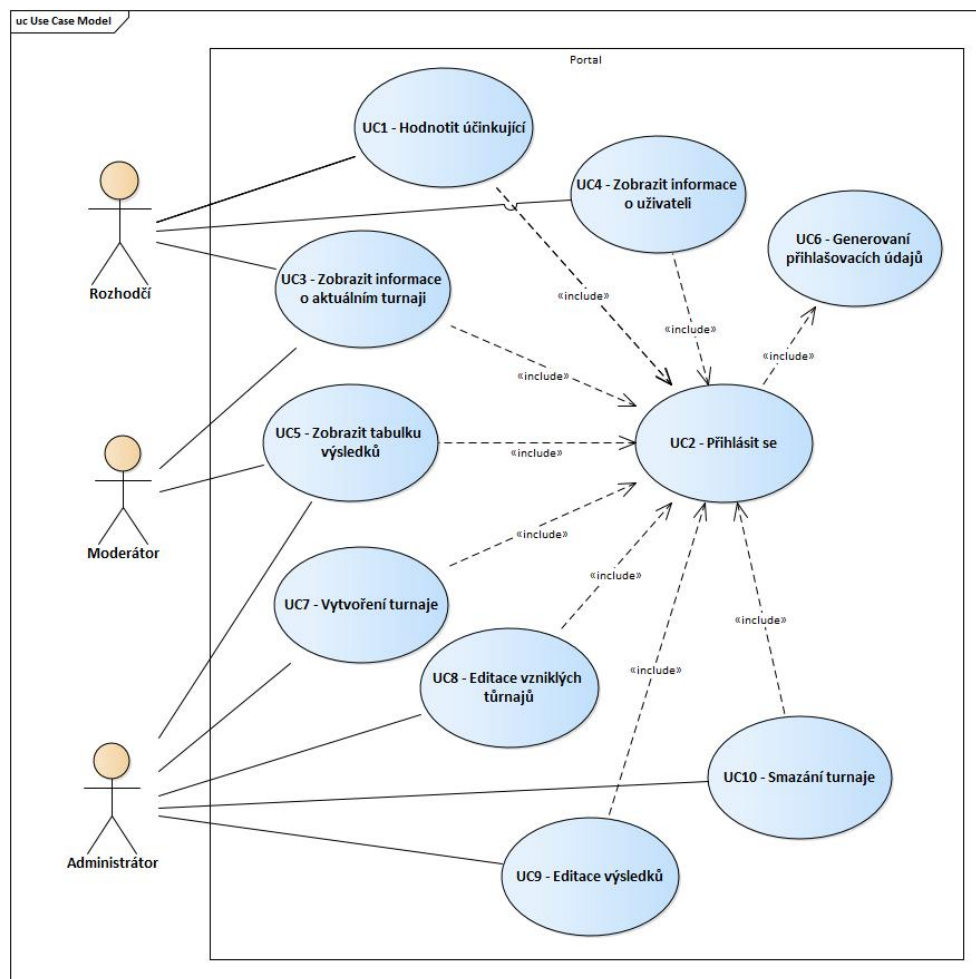 uc Use Case Model
Portal
UC1 - Hodnotit účinkující
UC4 - Zobrazit informace
o uživateli
UC6 - Generovaní
přihlašovacích údajů
Rozhodčí
UC3 - Zobrazit informace
o aktuálním turnaji
«include»
«include»
«include»
«include»
«include»
UC5 - Zobrazit tabulku
výsledků
UC2 - Přihlásit se
«include»
Moderátor
UC7 - Vytvoření turnaje
«include»
«include»
«include»
UC8 - Editace vzniklých
tůrnajů
UC10 - Smazání turnaje
Administrátor
UC9 - Editace výsledků